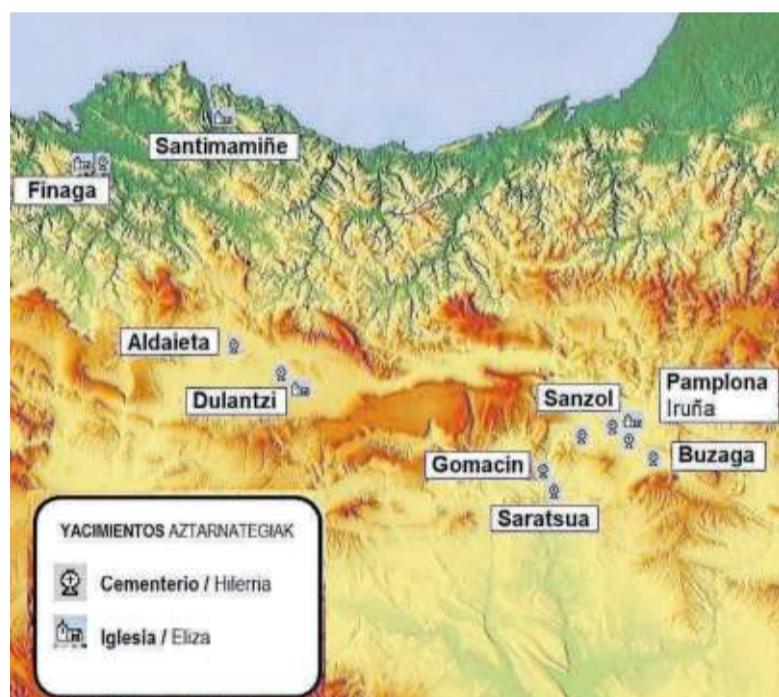 Santimamiñe
Finaga
Aldaieta
Dulantzi
Sanzol
Pamplona
Iruña
Gomacin
Buzaga
Saratsua
YACIMIENTOS AZTARNATEGIAK
Cementerio / Hilerria
Iglesia / Eliza